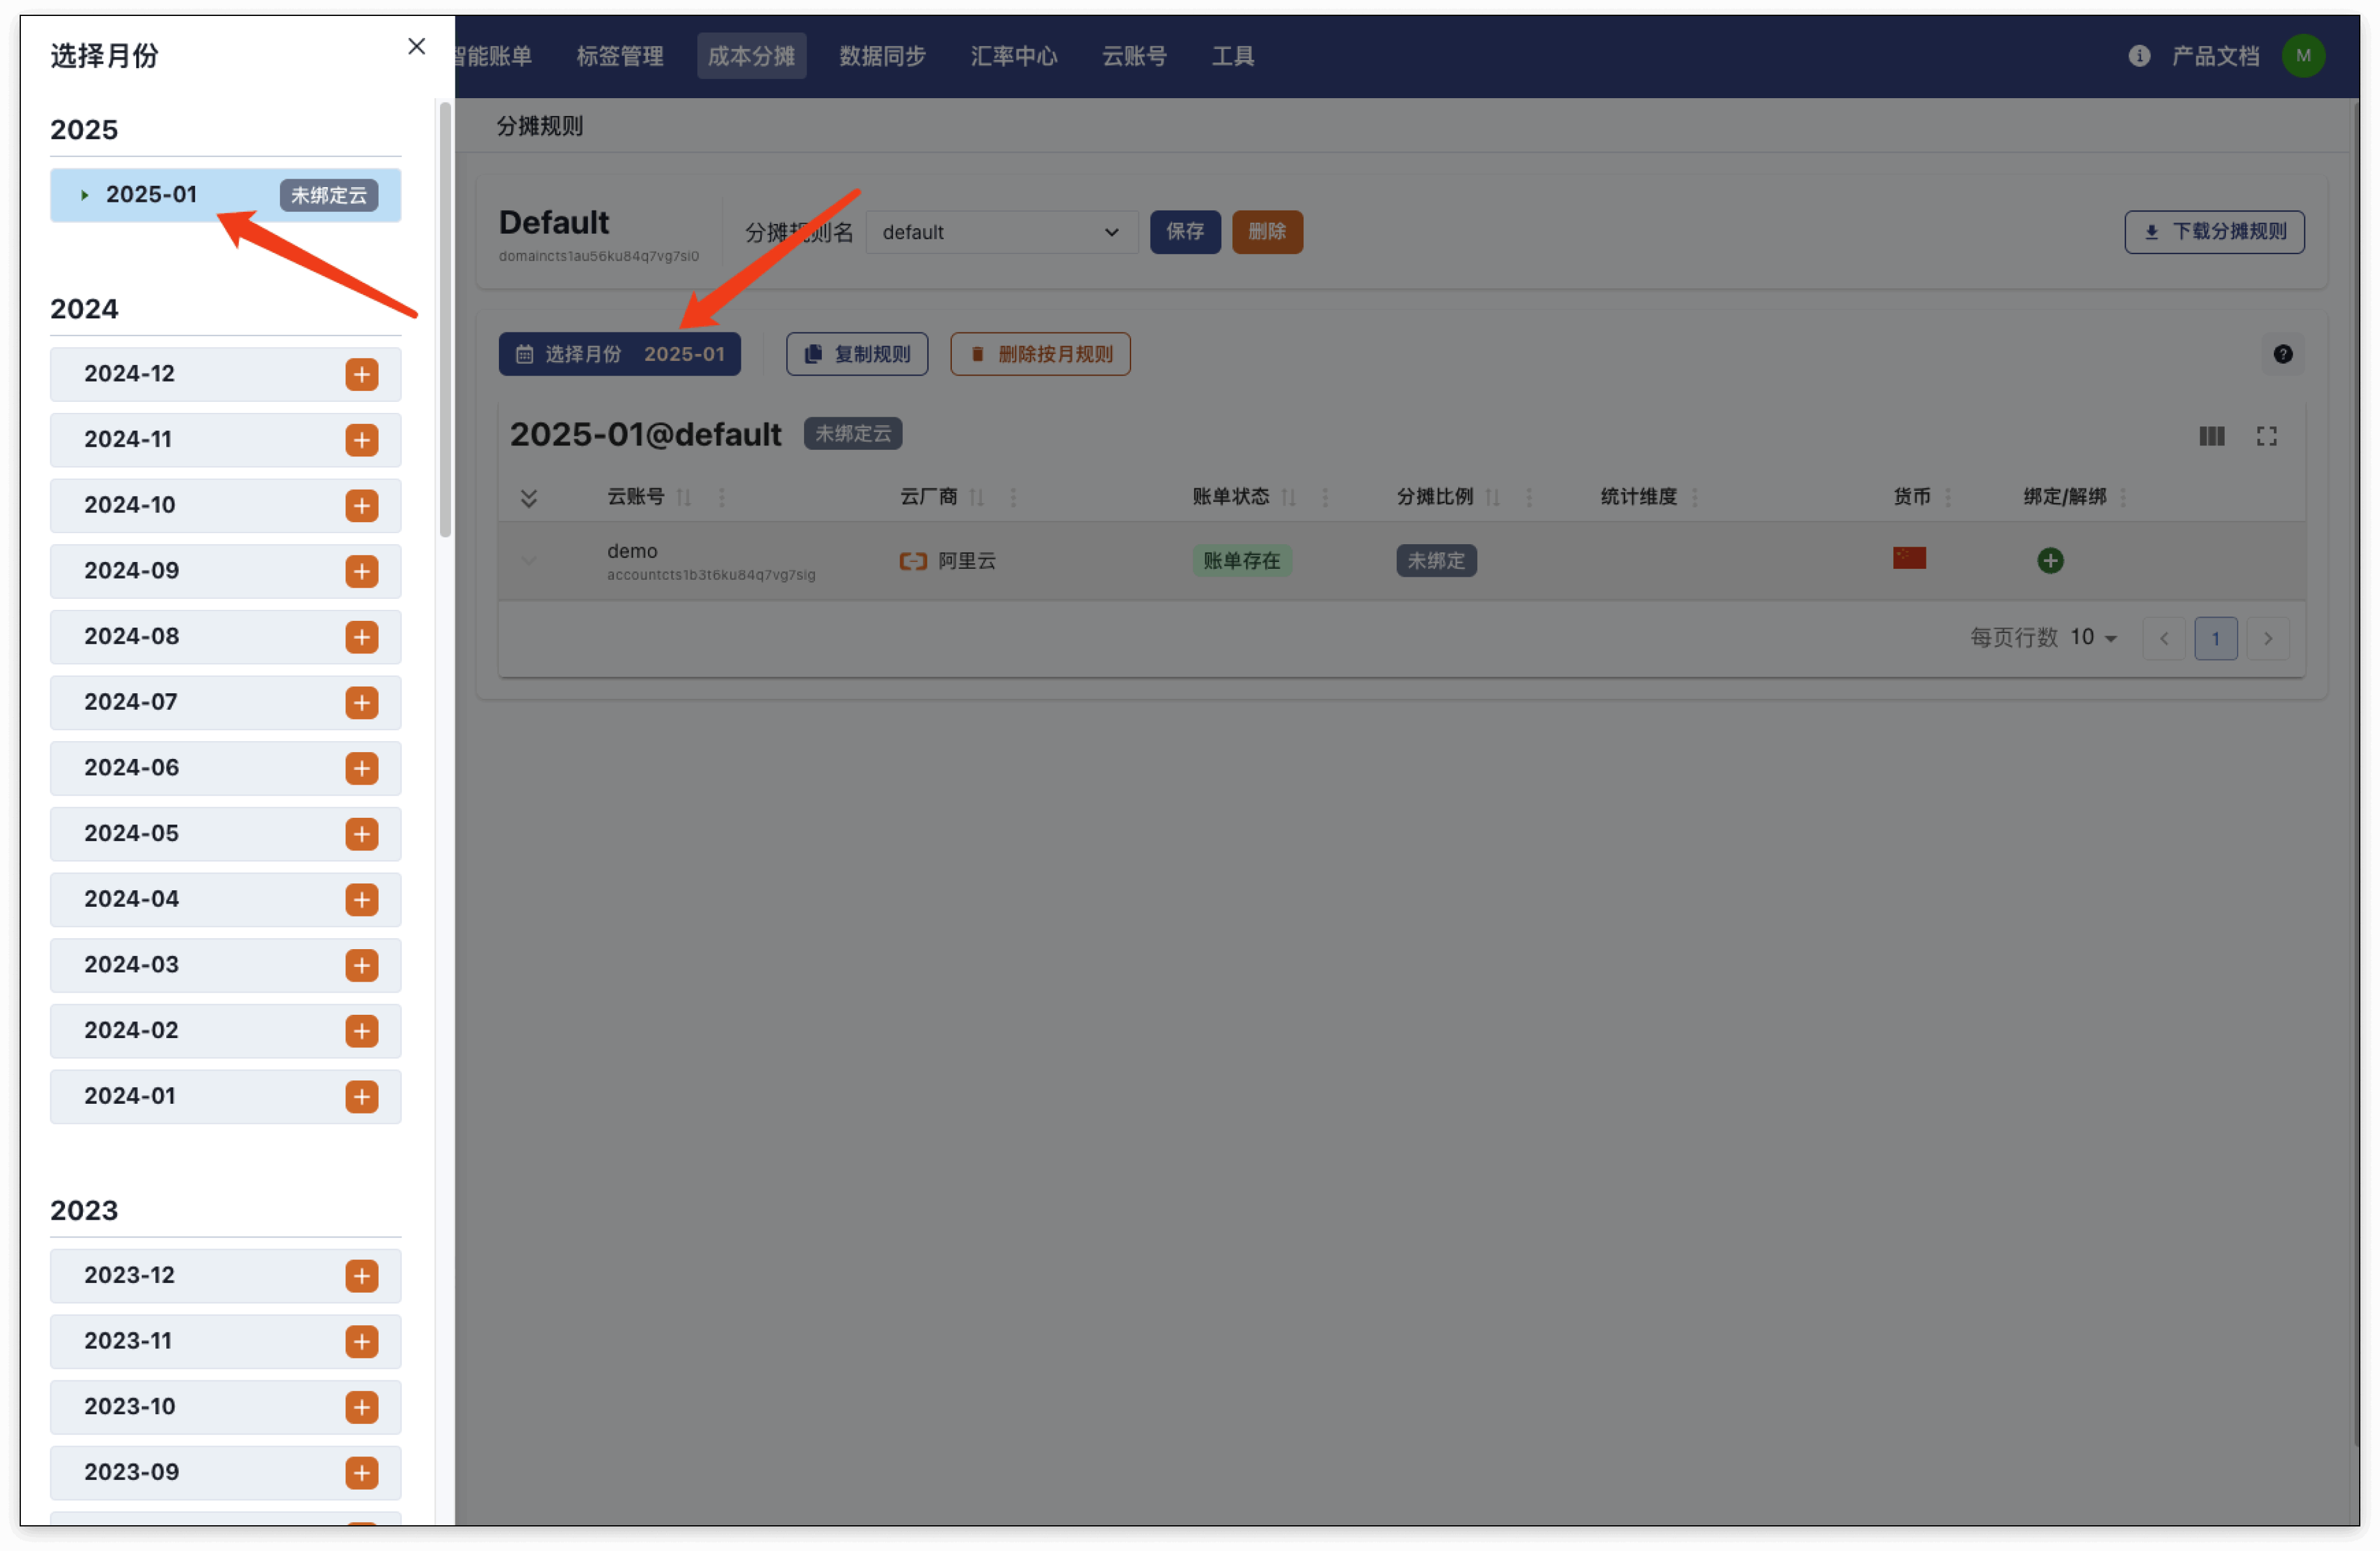 选择月份
2025
2025-01 未绑定云
2024
2024-12
2024-11
2024-10
2024-09
2024-08
2024-07
2024-06
2024-05
2024-04
2024-03
2024-02
2024-01
2023
2023-12
2023-11
2023-10
2023-09
智能账单 标签管理 成本分摊 数据同步 汇率中心 云账号 工具 产品文档 M
分摊规则
Default
domaincts1au56ku84q7vg7si0
分摊规则名 default 保存 删除 下载分摊规则
选择月份 2025-01 复制规则 删除按月规则
2025-01@default 未绑定云
云账号 云厂商 账单状态 分摊比例 统计维度 货币 绑定/解绑
demo
accountcts1b3t6ku84q7vg7sig
阿里云 账单存在 未绑定
每页行数 10 1